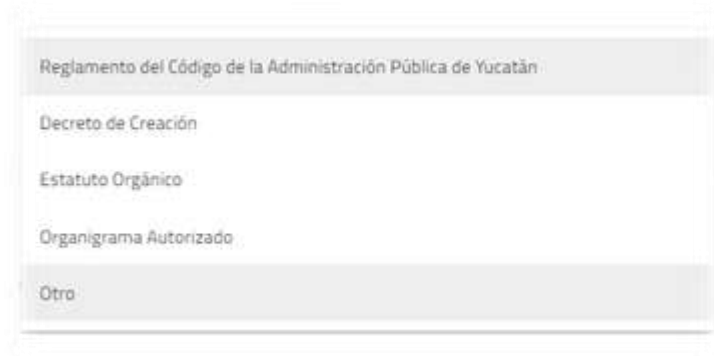 Reglamento del Código de la Administración Pública de Yucatán
Decreto de Creación
Estatuto Orgánico
Organigrama Autorizado
Otro